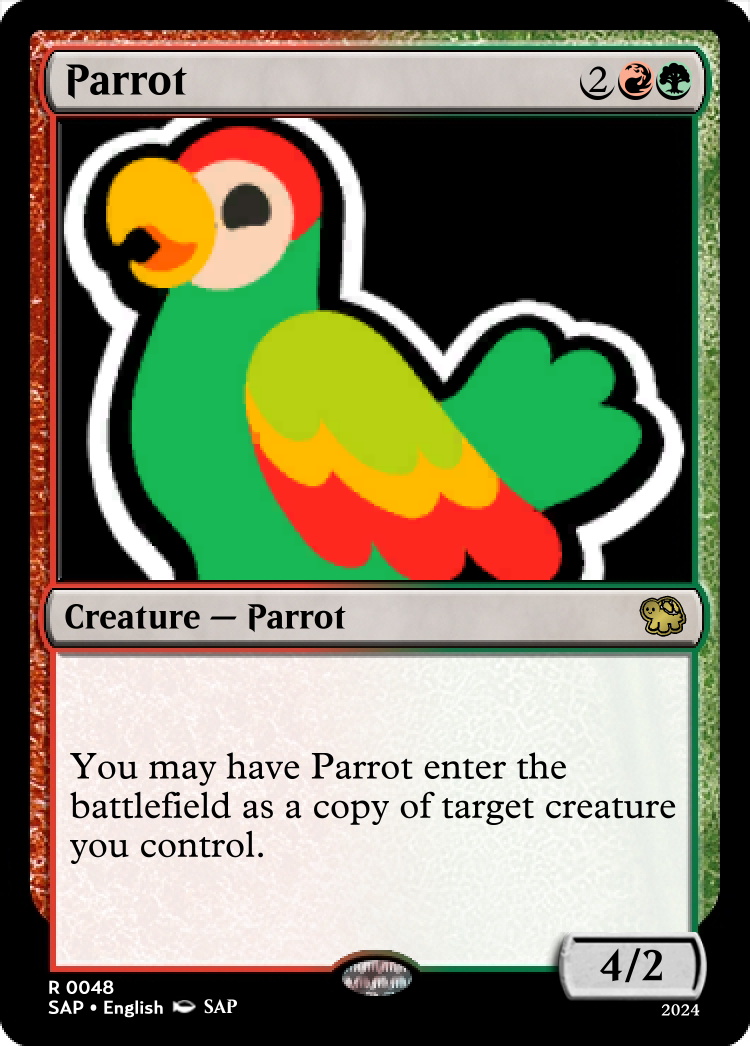 Parrot 2
Creature — Parrot
You may have Parrot enter the
battlefield as a copy of target creature
you control.
4/2
R 0048
SAP • English SAP
2024